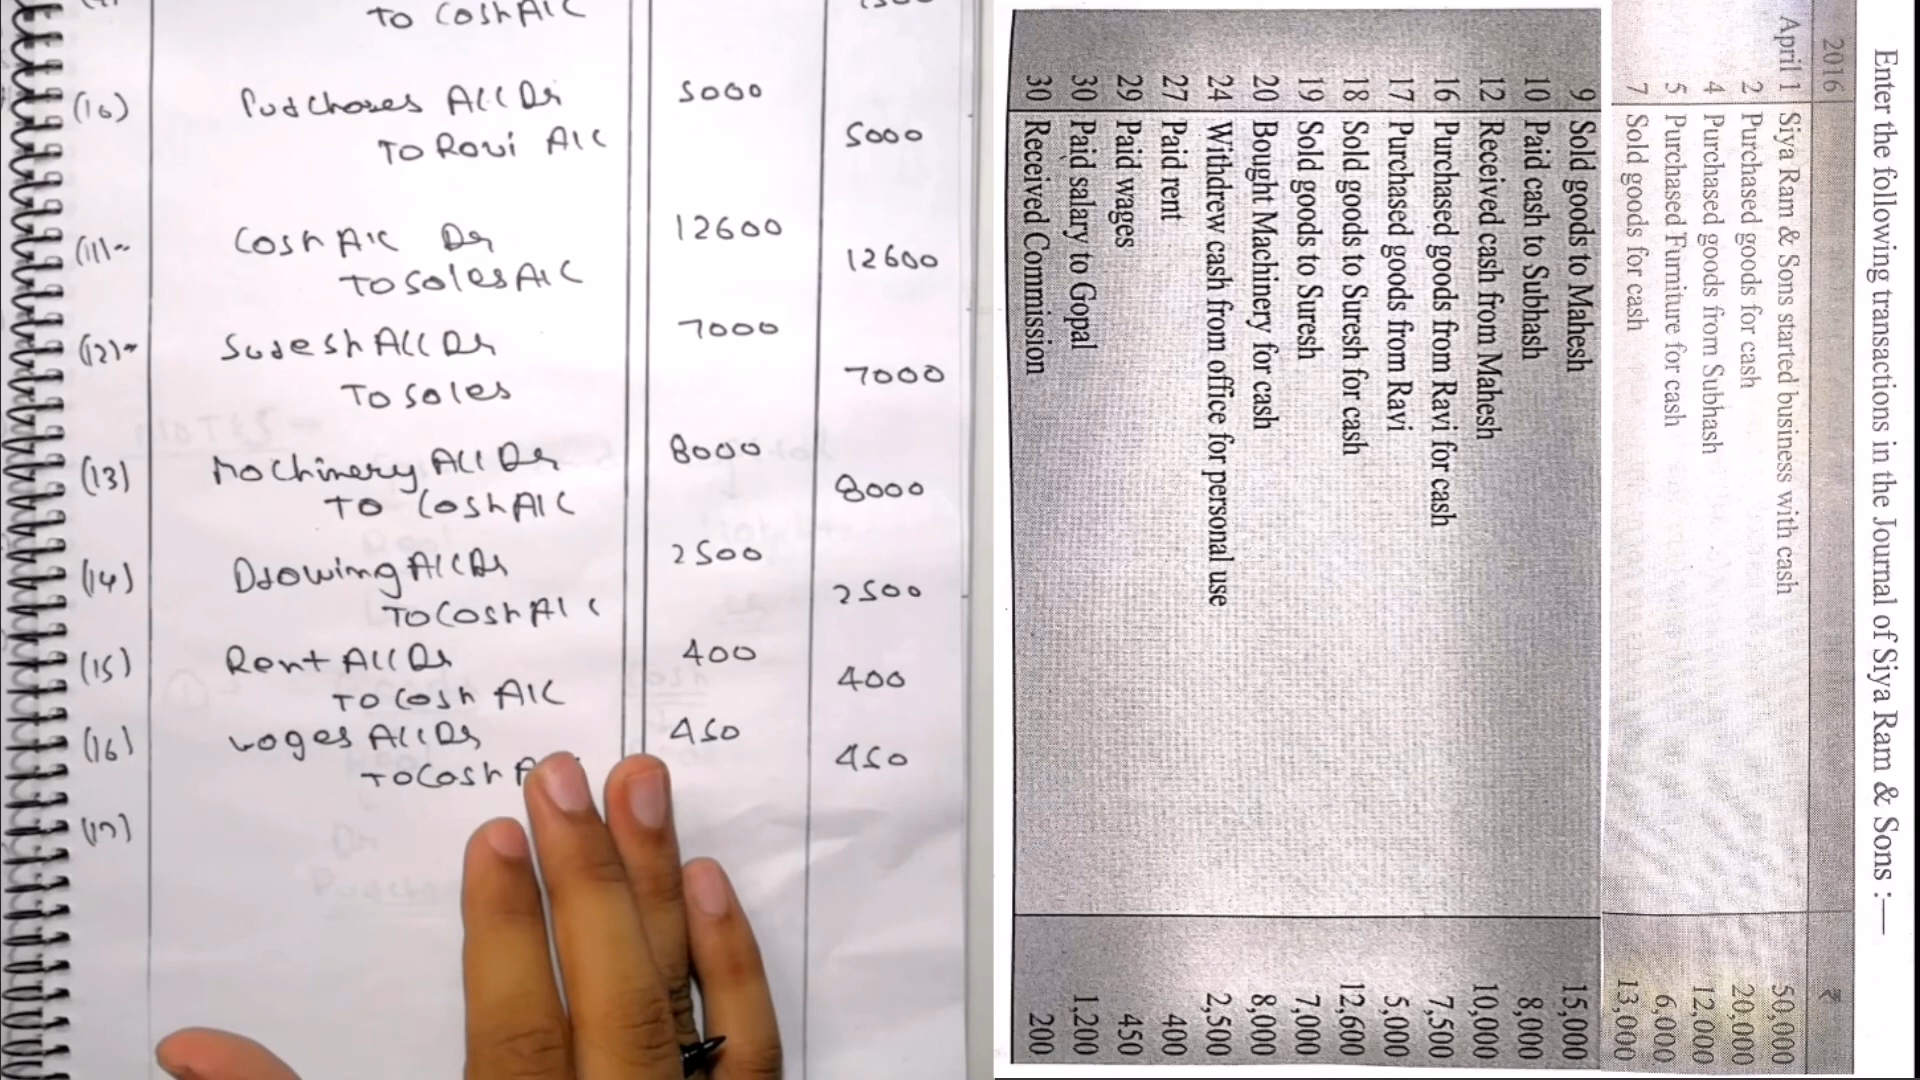 TO CashA/C
(10) Purchases A/C Dr 5000
To Ravi A/C 5000
(11) Cash A/C Dr 12600
To Sales A/C 12600
(12) Suresh A/C Dr 7000
To Sales 7000
(13) Machinery A/C Dr 8000
TO Cash A/C 8000
(14) Drawing A/C Dr 2500
TO Cash A/C 2500
(15) Rent A/C Dr 400
TO Cash A/C 400
(16) Wages A/C Dr 450
TO Cash A 450
(17)
Enter the following transactions in the Journal of Siya Ram & Sons :—
2016 ₹
April 1 Siya Ram & Sons started business with cash 50,000
2 Purchased goods for cash 20,000
4 Purchased goods from Subhash 12,000
5 Purchased Furniture for cash 6,000
7 Sold goods for cash 13,000
9 Sold goods to Mahesh 15,000
10 Paid cash to Subhash 8,000
12 Received cash from Mahesh 10,000
16 Purchased goods from Ravi for cash 7,500
17 Purchased goods from Ravi 5,000
18 Sold goods to Suresh for cash 12,600
19 Sold goods to Suresh 7,000
20 Bought Machinery for cash 8,000
24 Withdrew cash from office for personal use 2,500
27 Paid rent 400
29 Paid wages 450
30 Paid salary to Gopal 1,200
30 Received Commission 200